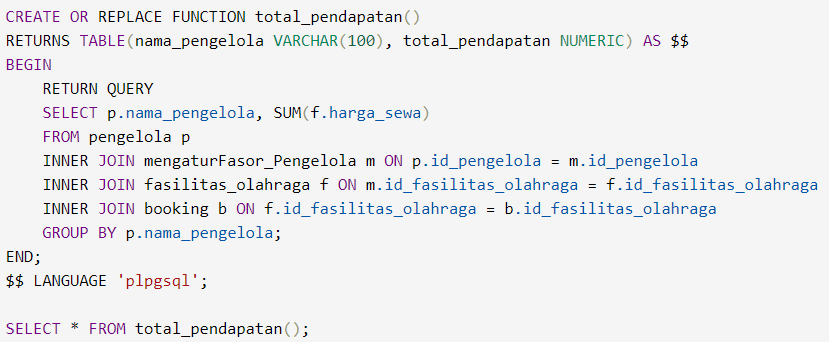 CREATE OR REPLACE FUNCTION total_pendapatan()
RETURNS TABLE(nama_pengelola VARCHAR(100), total_pendapatan NUMERIC) AS $$
BEGIN
    RETURN QUERY
    SELECT p.nama_pengelola, SUM(f.harga_sewa)
    FROM pengelola p
    INNER JOIN mengaturFasor_Pengelola m ON p.id_pengelola = m.id_pengelola
    INNER JOIN fasilitas_olahraga f ON m.id_fasilitas_olahraga = f.id_fasilitas_olahraga
    INNER JOIN booking b ON f.id_fasilitas_olahraga = b.id_fasilitas_olahraga
    GROUP BY p.nama_pengelola;
END;
$$ LANGUAGE 'plpgsql';

SELECT * FROM total_pendapatan();